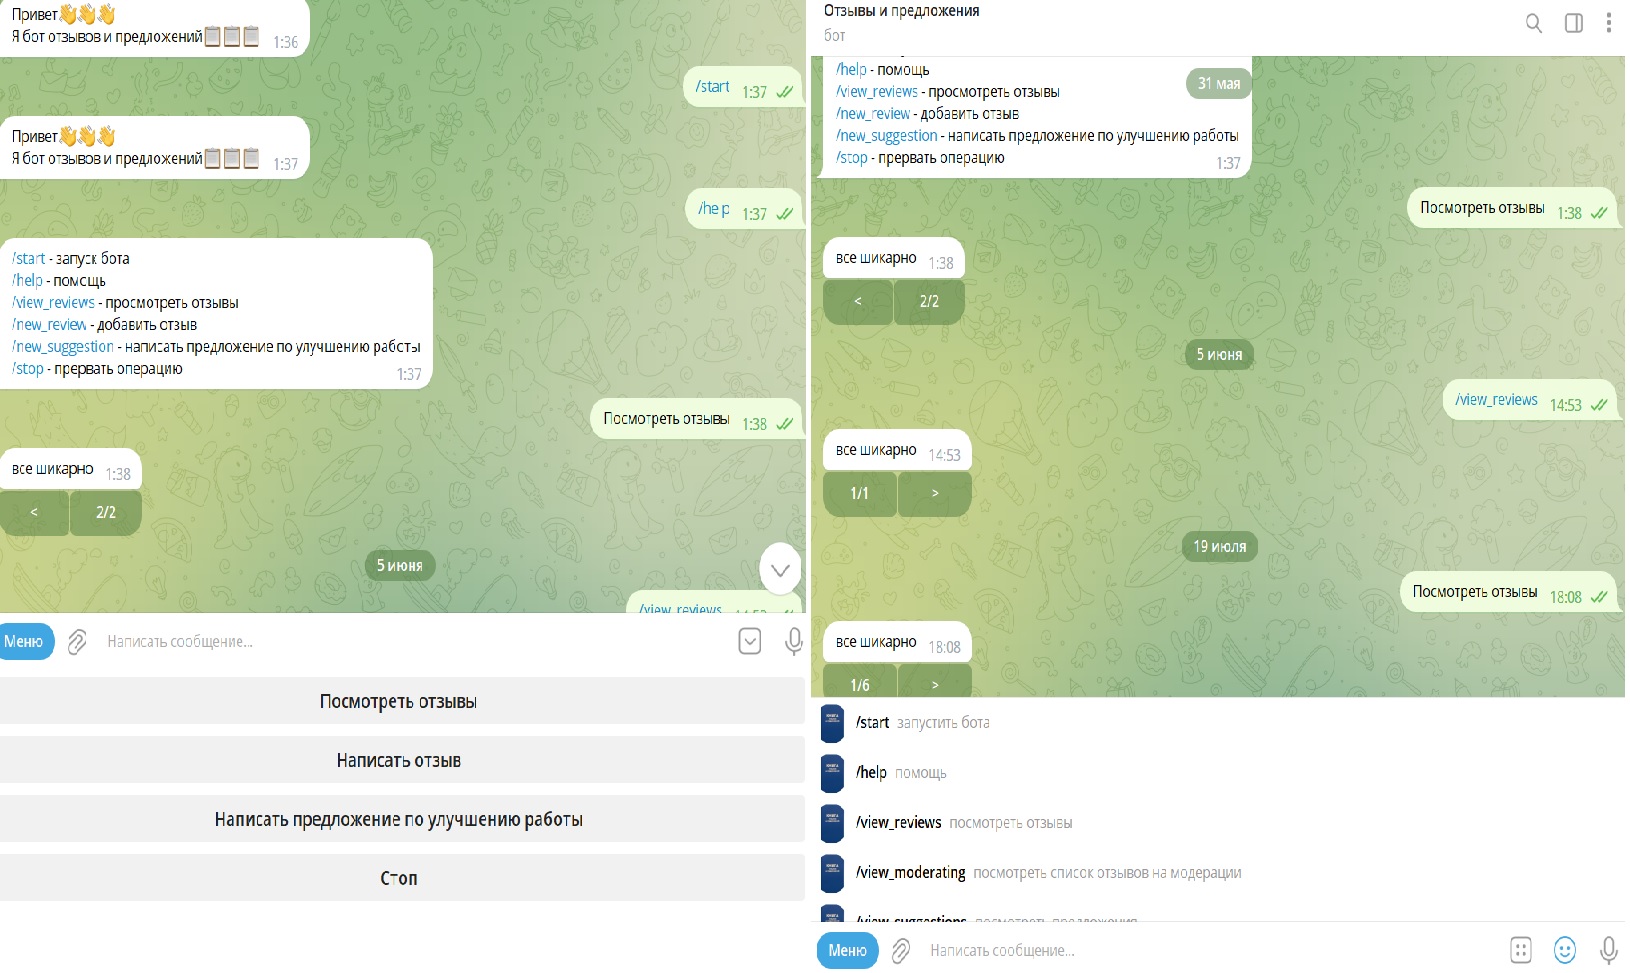 Привет👋👋👋
Я бот отзывов и предложений📋📋📋 1:36
/start 1:37
Привет👋👋👋
Я бот отзывов и предложений📋📋📋 1:37
/help 1:37
/start - запуск бота
/help - помощь
/view_reviews - просмотреть отзывы
/new_review - добавить отзыв
/new_suggestion - написать предложение по улучшению работы
/stop - прервать операцию 1:37
Посмотреть отзывы 1:38
все шикарно 1:38
< 2/2
5 июня
/view_reviews 14:53
Меню Написать сообщение...
Посмотреть отзывы
Написать отзыв
Написать предложение по улучшению работы
Стоп
Отзывы и предложения
бот
/help - помощь
31 мая
/view_reviews - просмотреть отзывы
/new_review - добавить отзыв
/new_suggestion - написать предложение по улучшению работы
/stop - прервать операцию 1:37
Посмотреть отзывы 1:38
все шикарно 1:38
< 2/2
5 июня
/view_reviews 14:53
все шикарно 14:53
1/1 >
19 июля
Посмотреть отзывы 18:08
все шикарно 18:08
1/6 >
/start запустить бота
/help помощь
/view_reviews посмотреть отзывы
/view_moderating посмотреть список отзывов на модерации
/view_suggestions посмотреть предложения
Меню Написать сообщение...